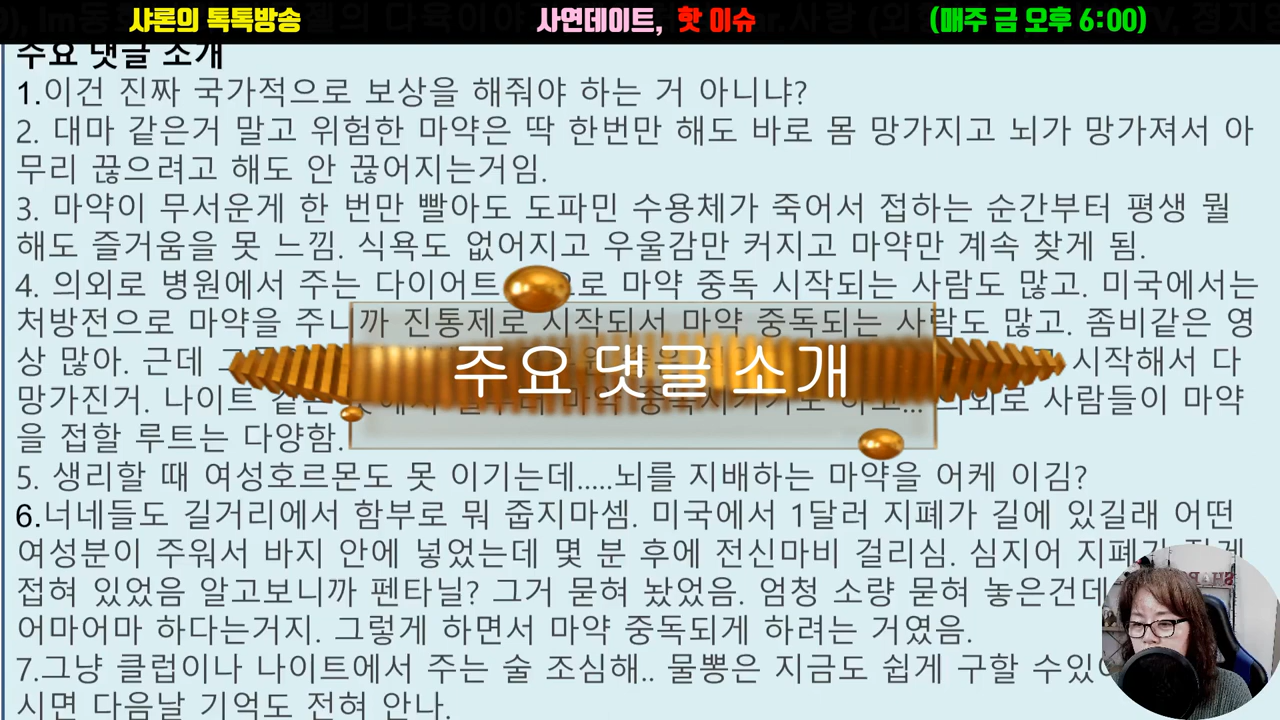 샤론의 톡톡방송
사연데이트, 핫 이슈
(매주 금 오후 6:00)
주요 댓글 소개
1.이건 진짜 국가적으로 보상을 해줘야 하는 거 아니냐?
2. 대마 같은거 말고 위험한 마약은 딱 한번만 해도 바로 몸 망가지고 뇌가 망가져서 아
무리 끊으려고 해도 안 끊어지는거임.
3. 마약이 무서운게 한 번만 빨아도 도파민 수용체가 죽어서 접하는 순간부터 평생 뭘
해도 즐거움을 못 느낌. 식욕도 없어지고 우울감만 커지고 마약만 계속 찾게 됨.
4. 의외로 병원에서 주는 다이어트 로 마약 중독 시작되는 사람도 많고. 미국에서는
처방전으로 마약을 주니까 진통제로 시작되서 마약 중독되는 사람도 많고. 좀비같은 영
상 많아. 근데 시작해서 다
주요 댓글 소개
망가진거. 나이트 같은 마약 중독시키기도 하고... 의외로 사람들이 마약
을 접할 루트는 다양함.
5. 생리할 때 여성호르몬도 못 이기는데.....뇌를 지배하는 마약을 어케 이김?
6.너네들도 길거리에서 함부로 뭐 줍지마셈. 미국에서 1달러 지폐가 길에 있길래 어떤
여성분이 주워서 바지 안에 넣었는데 몇 분 후에 전신마비 걸리심. 심지어
접혀 있었음 알고보니까 펜타닐? 그거 묻혀 놨었음. 엄청 소량 묻혀 놓은건데
어마어마 하다는거지. 그렇게 하면서 마약 중독되게 하려는 거였음.
7.그냥 클럽이나 나이트에서 주는 술 조심해.. 물뽕은 지금도 쉽게 구할
시면 다음날 기억도 전혀 안나.